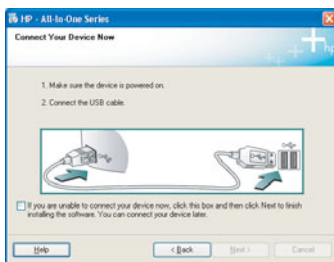 HP - All-In-One Series
Connect Your Device Now
hp
1. Make sure the device is powered on.
2. Connect the USB cable.
If you are unable to connect your device now, click this box and then click Next to finish
installing the software. You can connect your device later.
Help
< Back
Next >
Cancel